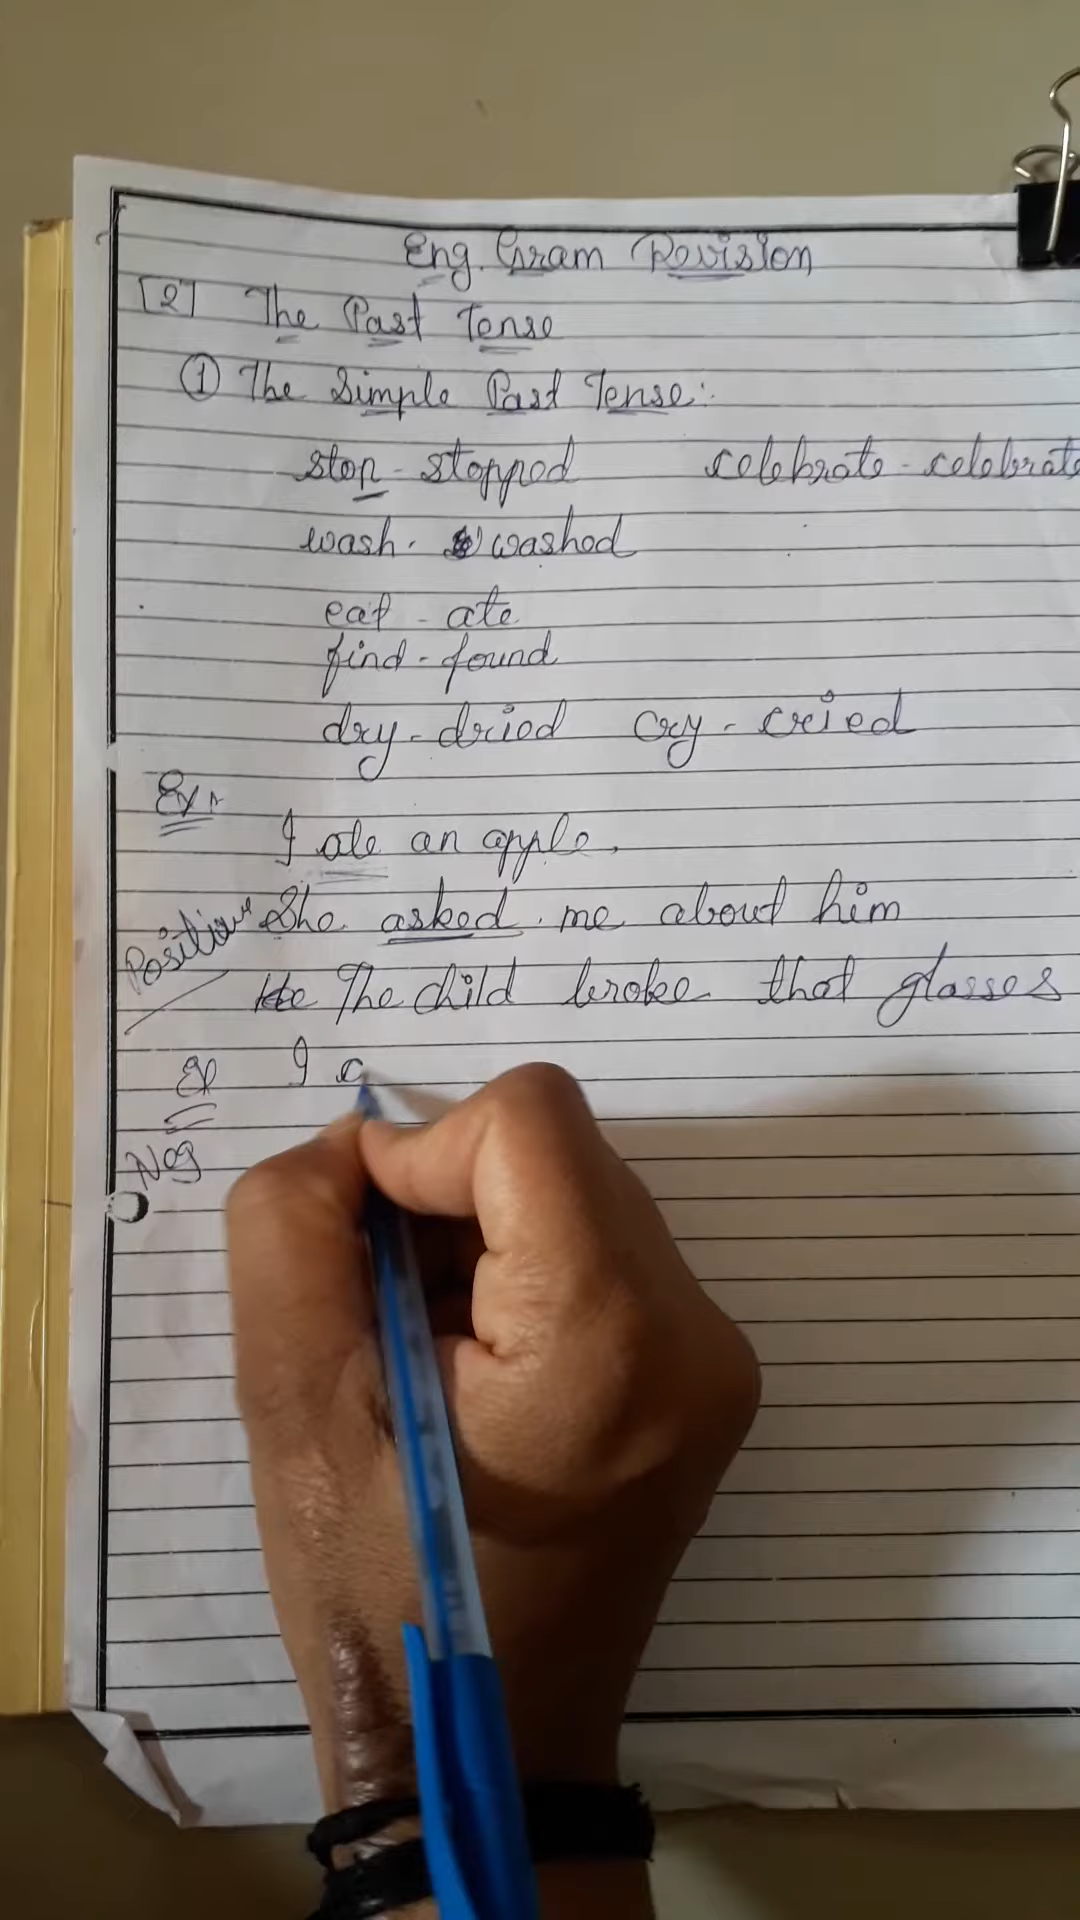 Eng. Gram Revision
[2] The Past Tense
① The Simple Past Tense:
stop - stopped celebrate - celebrate
wash - washed
eat - ate
find - found
dry - dried cry - cried
Ex:
I ate an apple.
Positive She asked me about him
The child broke that glasses
Ex I
Neg